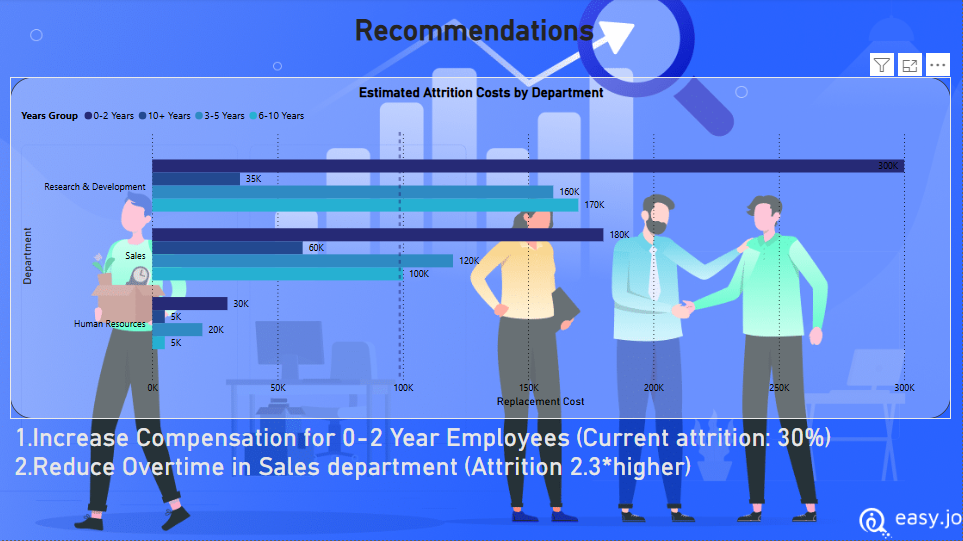 Recommendations
Estimated Attrition Costs by Department
Years Group 0-2 Years 10+ Years 3-5 Years 6-10 Years
300K
35K
Research & Development
160K
170K
180K
60K
Sales
120K
100K
30K
5K
Human Resources
20K
5K
Department
0K 50K 100K 150K 200K 250K 300K
Replacement Cost
1.Increase Compensation for 0-2 Year Employees (Current attrition: 30%)
2.Reduce Overtime in Sales department (Attrition 2.3*higher)
easy.jo